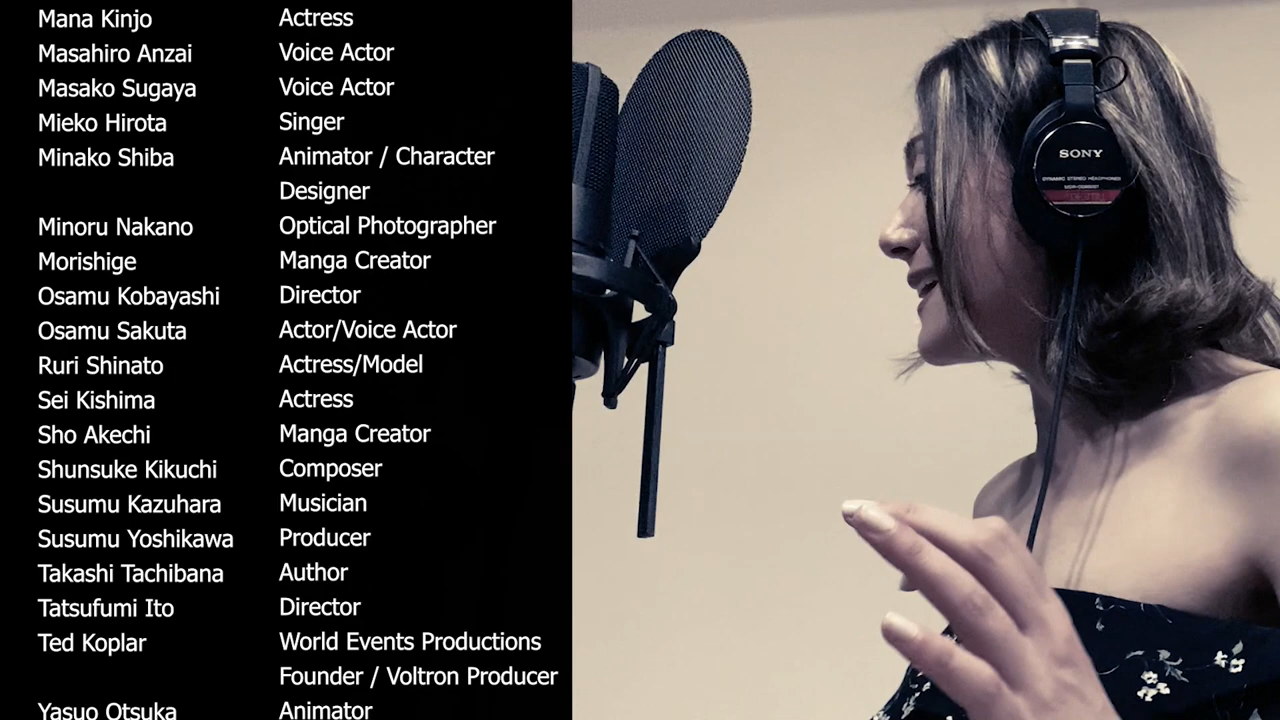 Mana Kinjo Actress
Masahiro Anzai Voice Actor
Masako Sugaya Voice Actor
Mieko Hirota Singer
Minako Shiba Animator / Character
Designer
Minoru Nakano Optical Photographer
Morishige Manga Creator
Osamu Kobayashi Director
Osamu Sakuta Actor/Voice Actor
Ruri Shinato Actress/Model
Sei Kishima Actress
Sho Akechi Manga Creator
Shunsuke Kikuchi Composer
Susumu Kazuhara Musician
Susumu Yoshikawa Producer
Takashi Tachibana Author
Tatsufumi Ito Director
Ted Koplar World Events Productions
Founder / Voltron Producer
Yasuo Otsuka Animator
SONY
DYNAMIC STEREO HEADPHONES